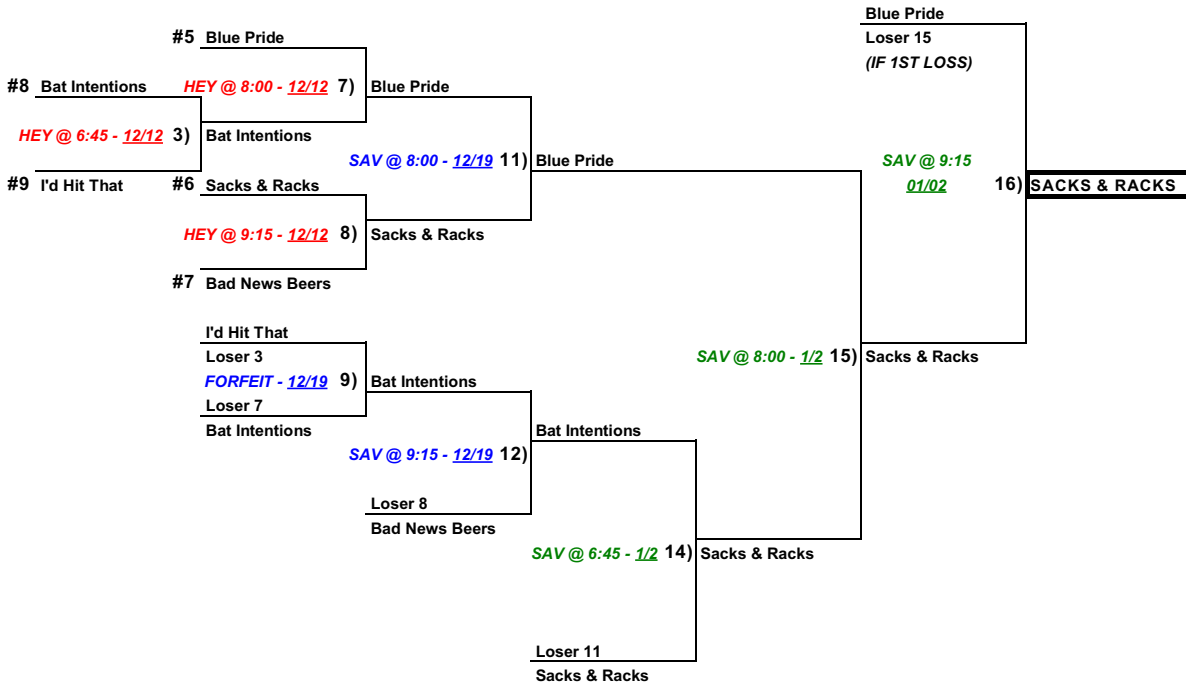 Blue Pride
#5 Blue Pride
Loser 15
(IF 1ST LOSS)
#8 Bat Intentions
HEY @ 8:00 - 12/12 7) Blue Pride
HEY @ 6:45 - 12/12 3) Bat Intentions
SAV @ 8:00 - 12/19 11) Blue Pride
SAV @ 9:15
01/02
16) SACKS & RACKS
#9 I'd Hit That
#6 Sacks & Racks
HEY @ 9:15 - 12/12 8) Sacks & Racks
#7 Bad News Beers
I'd Hit That
Loser 3
FORFEIT - 12/19 9) Bat Intentions
Loser 7
Bat Intentions
SAV @ 8:00 - 1/2 15) Sacks & Racks
Bat Intentions
SAV @ 9:15 - 12/19 12)
Loser 8
Bad News Beers
SAV @ 6:45 - 1/2 14) Sacks & Racks
Loser 11
Sacks & Racks